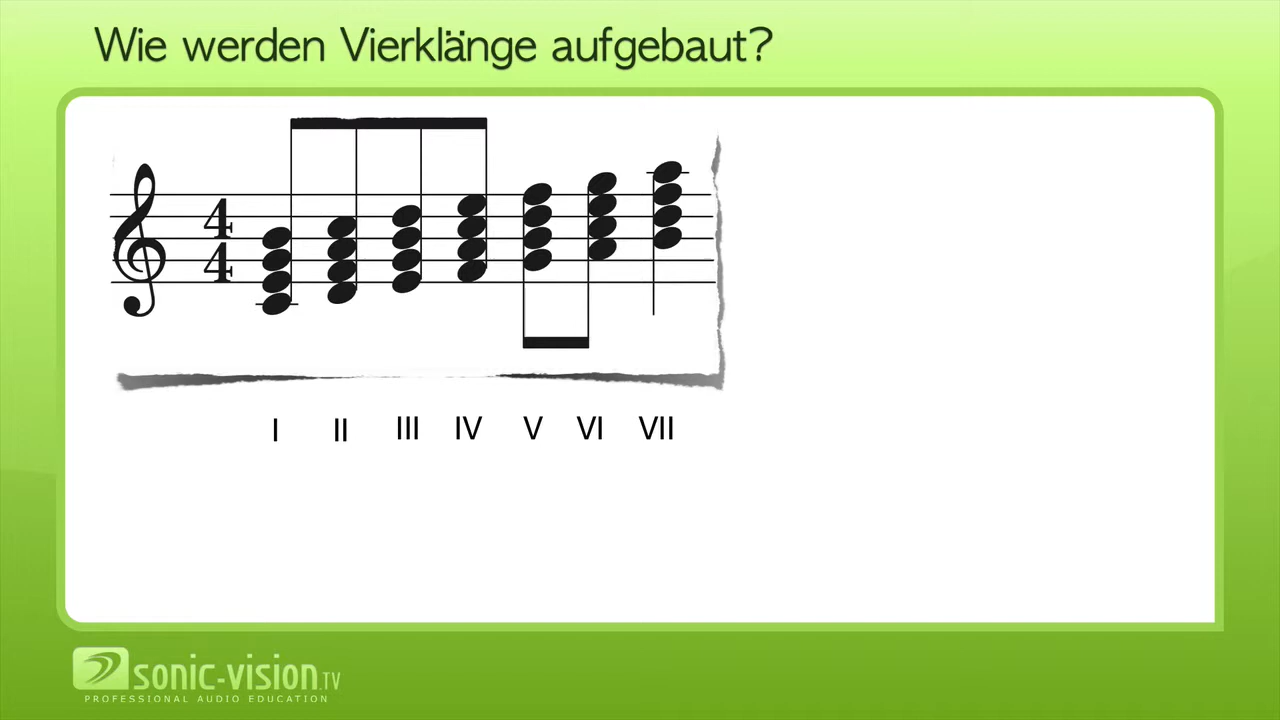 Wie werden Vierklänge aufgebaut?
4
4
I II III IV V VI VII
sonic-vision.TV
PROFESSIONAL AUDIO EDUCATION